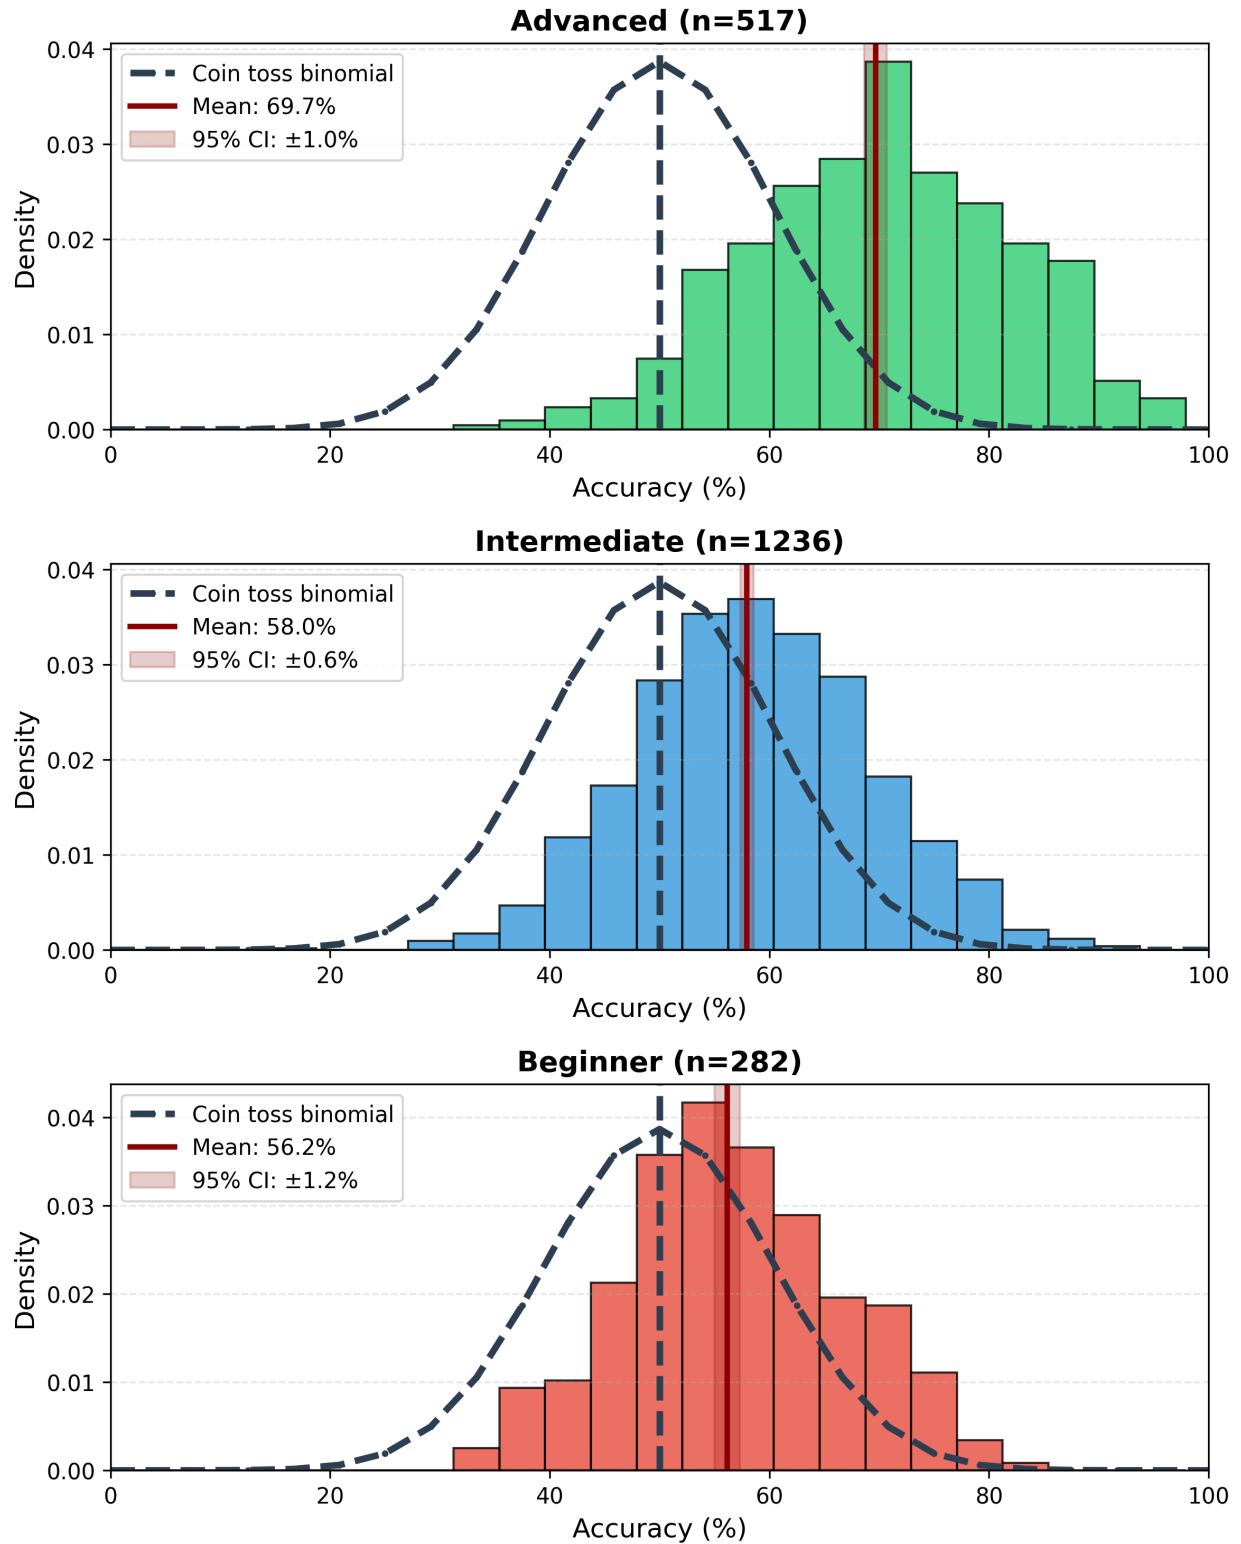 Advanced (n=517)
0.04
0.03
0.02
0.01
0.00
Density
Coin toss binomial
Mean: 69.7%
95% CI: ±1.0%
0 20 40 60 80 100
Accuracy (%)
Intermediate (n=1236)
0.04
0.03
0.02
0.01
0.00
Density
Coin toss binomial
Mean: 58.0%
95% CI: ±0.6%
0 20 40 60 80 100
Accuracy (%)
Beginner (n=282)
0.04
0.03
0.02
0.01
0.00
Density
Coin toss binomial
Mean: 56.2%
95% CI: ±1.2%
0 20 40 60 80 100
Accuracy (%)